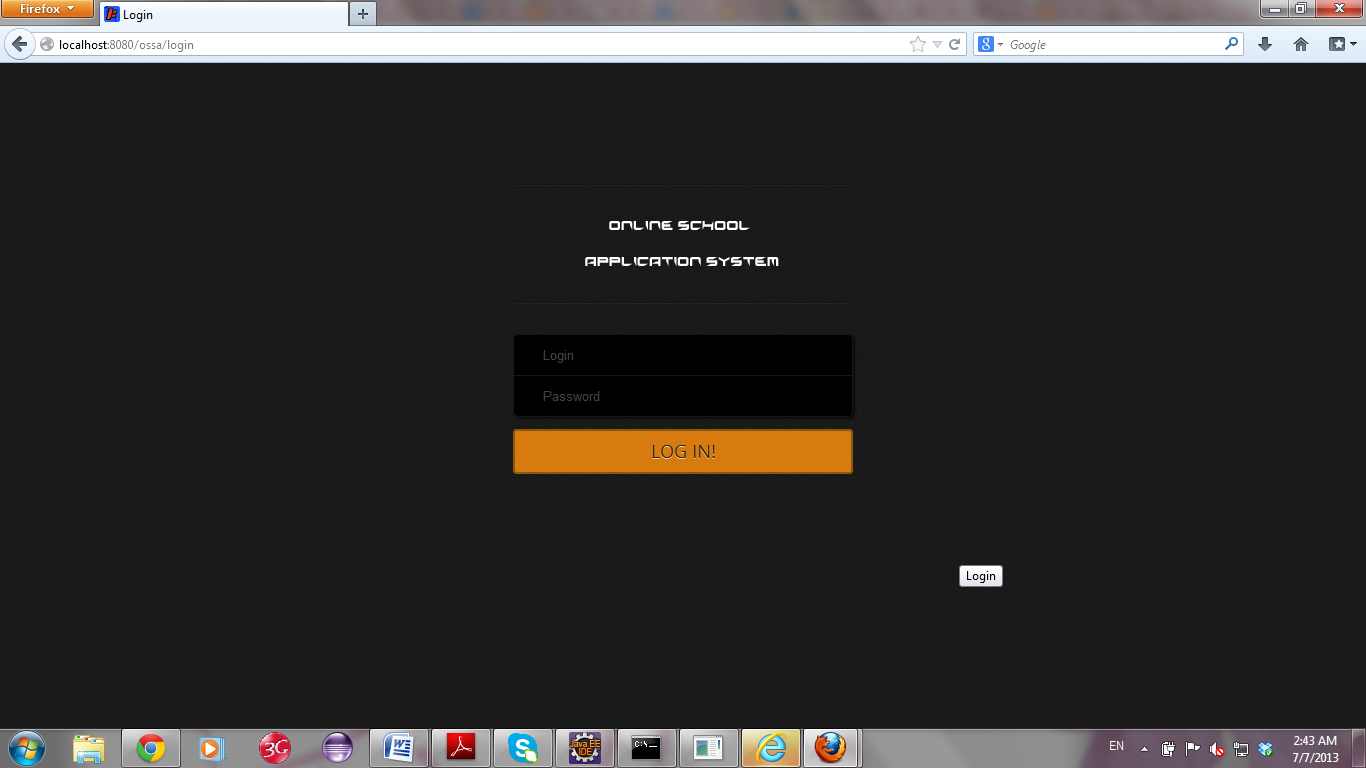 Firefox
Login
localhost:8080/ossa/login
Google
ONLINE SCHOOL
APPLICATION SYSTEM
Login
Password
LOG IN!
Login
3G
Java EE
IDE
C:\_
EN
2:43 AM
7/7/2013